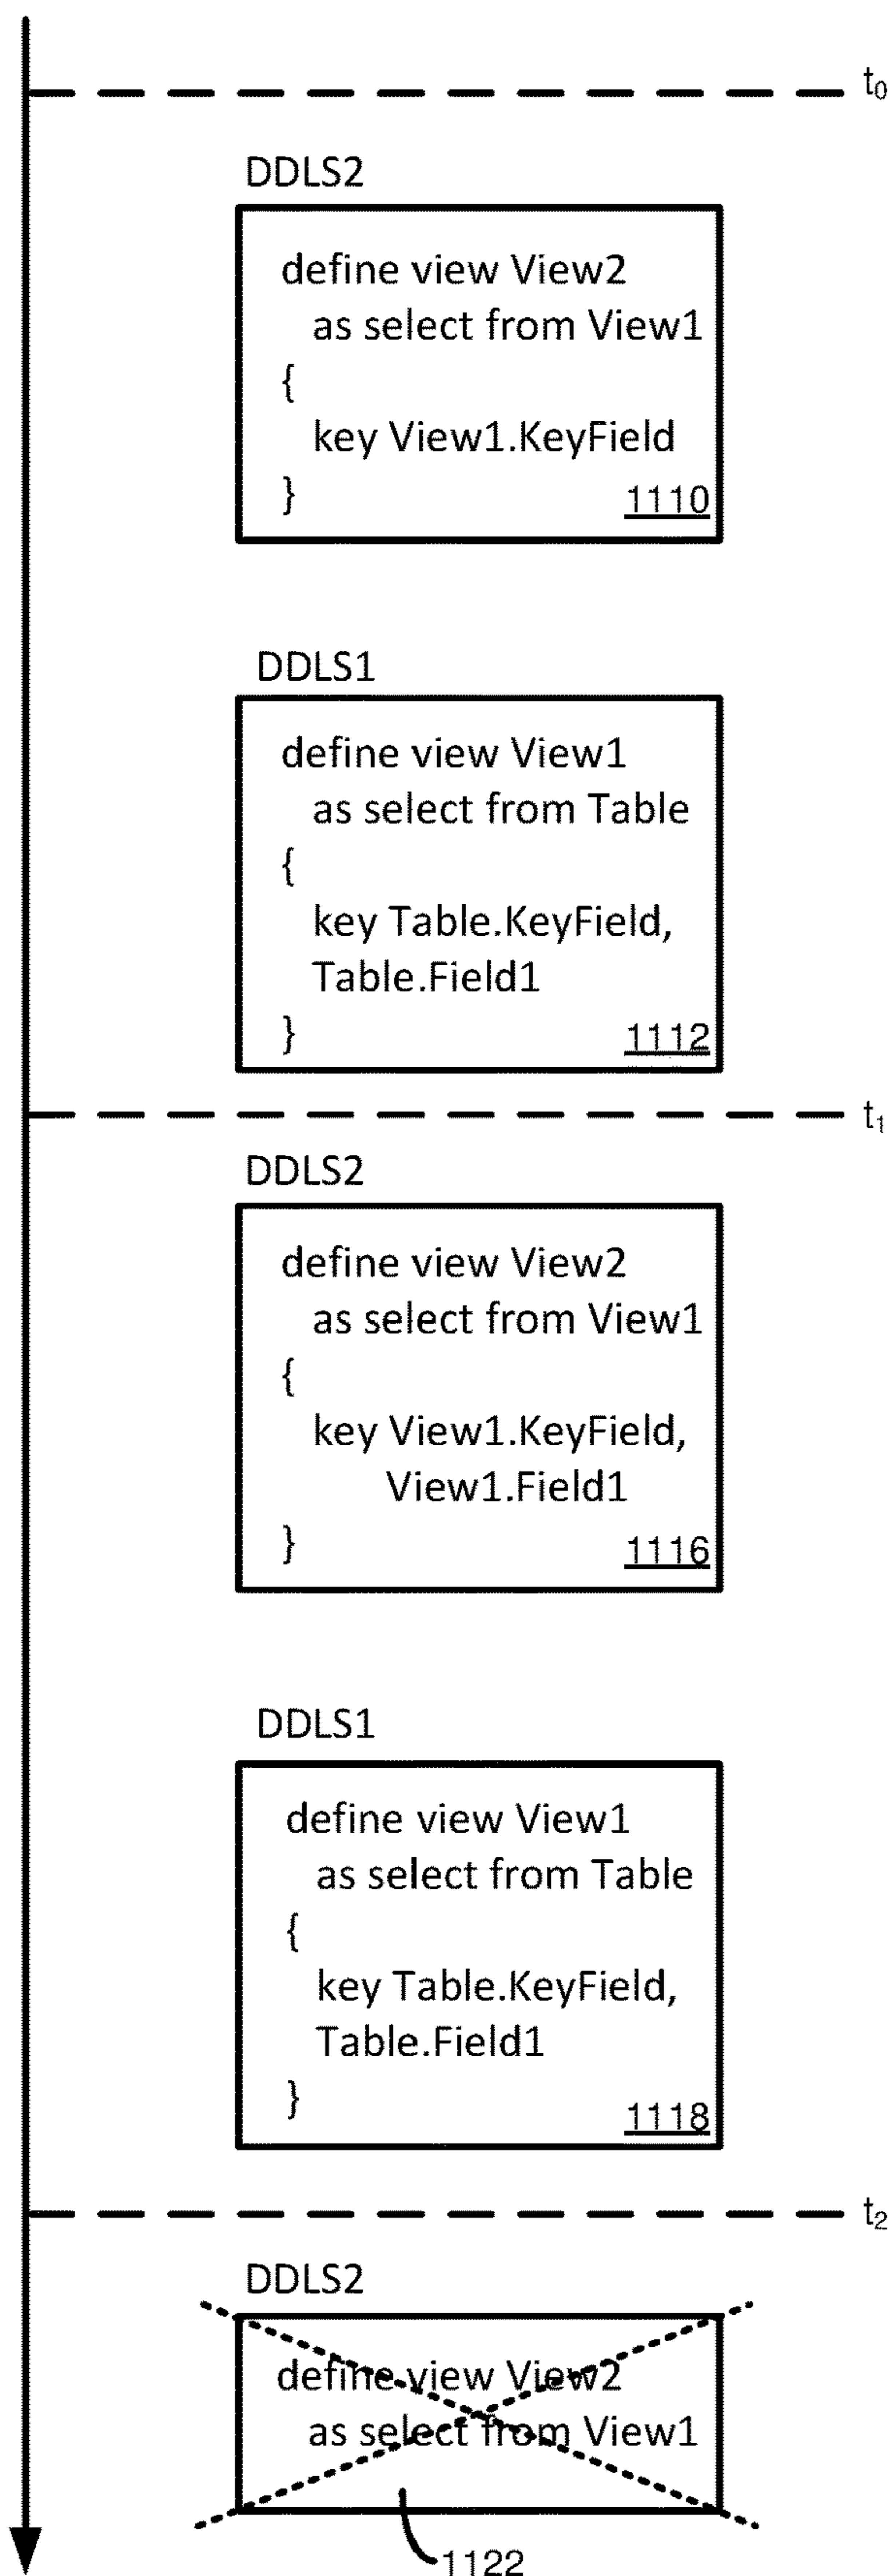 t0
DDLS2
define view View2
as select from View1
{
key View1.KeyField
}
1110
DDLS1
define view View1
as select from Table
{
key Table.KeyField,
Table.Field1
}
1112
t1
DDLS2
define view View2
as select from View1
{
key View1.KeyField,
View1.Field1
}
1116
DDLS1
define view View1
as select from Table
{
key Table.KeyField,
Table.Field1
}
1118
t2
DDLS2
define view View2
as select from View1
1122